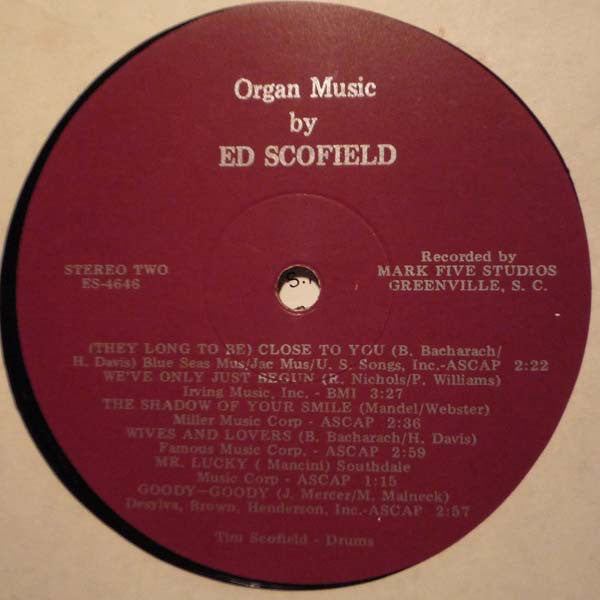 Organ Music
by
ED SCOFIELD
STEREO TWO
ES-4646
Recorded by
MARK FIVE STUDIOS
GREENVILLE, S. C.
(THEY LONG TO BE) CLOSE TO YOU (B. Bacharach/
H. Davis) Blue Seas Mus/Jac Mus/U. S. Songs, Inc.-ASCAP 2:22
WE'VE ONLY JUST BEGUN (R. Nichols/P. Williams)
Irving Music, Inc. - BMI 3:27
THE SHADOW OF YOUR SMILE (Mandel/Webster)
Miller Music Corp - ASCAP 2:36
WIVES AND LOVERS (B. Bacharach/H. Davis)
Famous Music Corp. - ASCAP 2:59
MR. LUCKY ( Mancini) Southdale
Music Corp - ASCAP 1:15
GOODY-GOODY (J. Mercer/M. Malneck)
Desylva, Brown, Henderson, Inc.-ASCAP 2:57
Tim Scofield - Drums